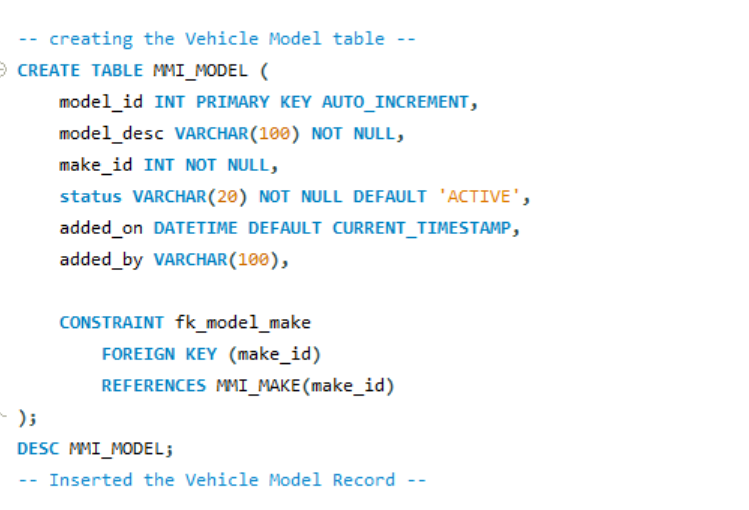 -- creating the Vehicle Model table --
CREATE TABLE MMI_MODEL (
    model_id INT PRIMARY KEY AUTO_INCREMENT,
    model_desc VARCHAR(100) NOT NULL,
    make_id INT NOT NULL,
    status VARCHAR(20) NOT NULL DEFAULT 'ACTIVE',
    added_on DATETIME DEFAULT CURRENT_TIMESTAMP,
    added_by VARCHAR(100),
    CONSTRAINT fk_model_make
        FOREIGN KEY (make_id)
        REFERENCES MMI_MAKE(make_id)
);
DESC MMI_MODEL;
-- Inserted the Vehicle Model Record --